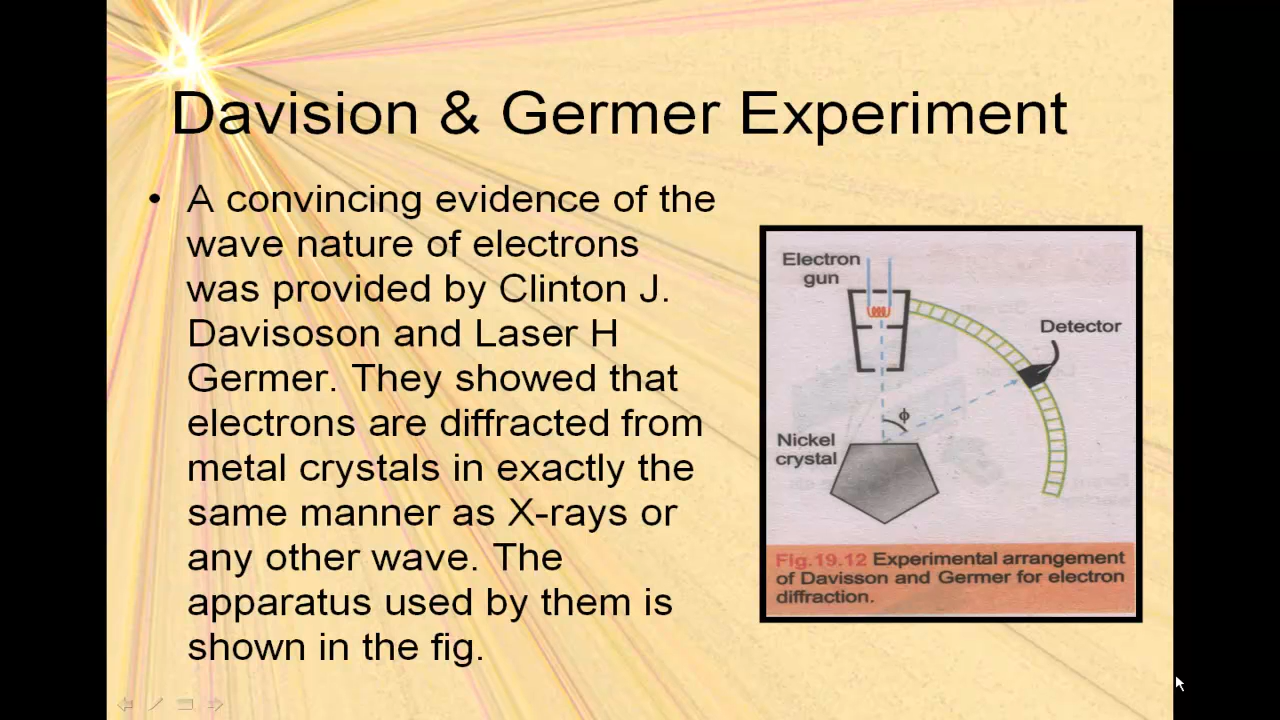 Davision & Germer Experiment
• A convincing evidence of the
wave nature of electrons
was provided by Clinton J.
Davisoson and Laser H
Germer. They showed that
electrons are diffracted from
metal crystals in exactly the
same manner as X-rays or
any other wave. The
apparatus used by them is
shown in the fig.
Electron
gun
Detector
ϕ
Nickel
crystal
Fig.19.12 Experimental arrangement
of Davisson and Germer for electron
diffraction.